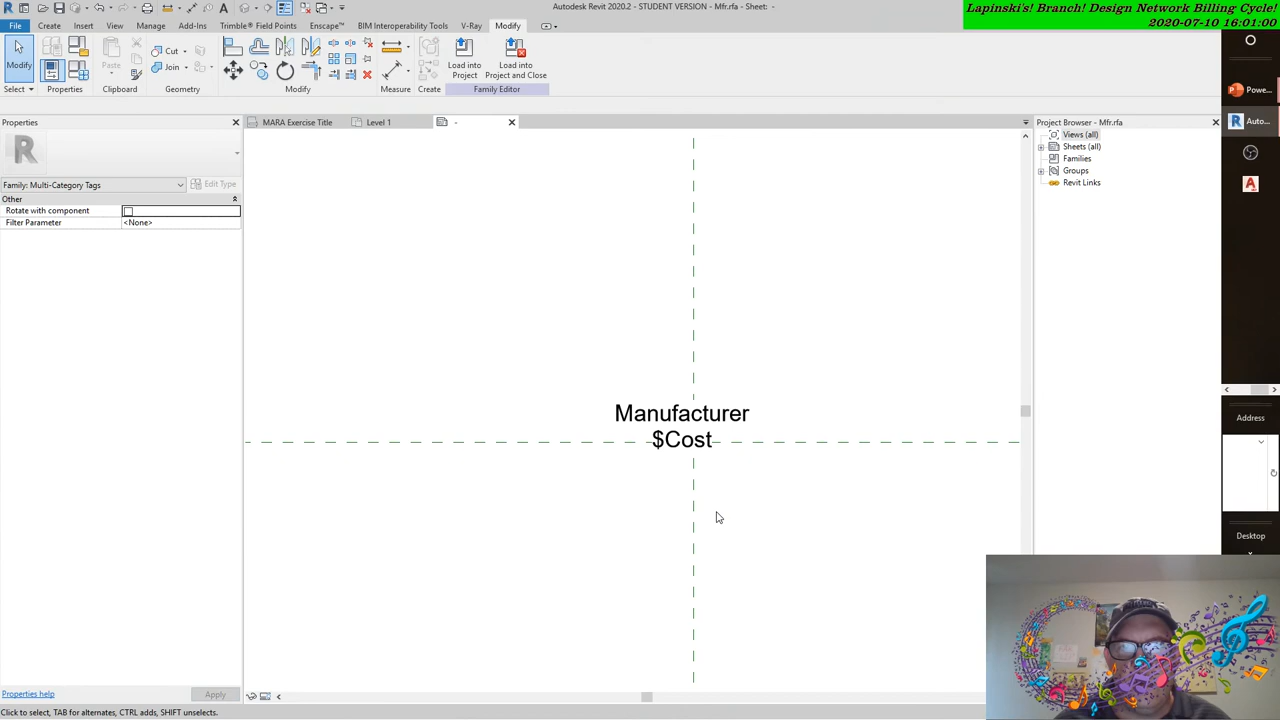 Autodesk Revit 2020.2 - STUDENT VERSION - Mfr.rfa - Sheet: -
Lapinski's! Branch! Design Network Billing Cycle!
2020-07-10 16:01:00
File Create Insert View Manage Add-Ins Trimble® Field Points Enscape™ BIM Interoperability Tools V-Ray Modify
Modify
Paste
Cut
Join
Load into Project
Load into Project and Close
Create
Select Properties Clipboard Geometry Modify Measure Create Family Editor
Powe...
Auto...
Properties
MARA Exercise Title
Level 1
-
Project Browser - Mfr.rfa
Views (all)
Sheets (all)
Families
Groups
Revit Links
Family: Multi-Category Tags
Edit Type
Other
Rotate with component
Filter Parameter
<None>
Manufacturer
$Cost
Address
Desktop
Properties help
Apply
Click to select, TAB for alternates, CTRL adds, SHIFT unselects.